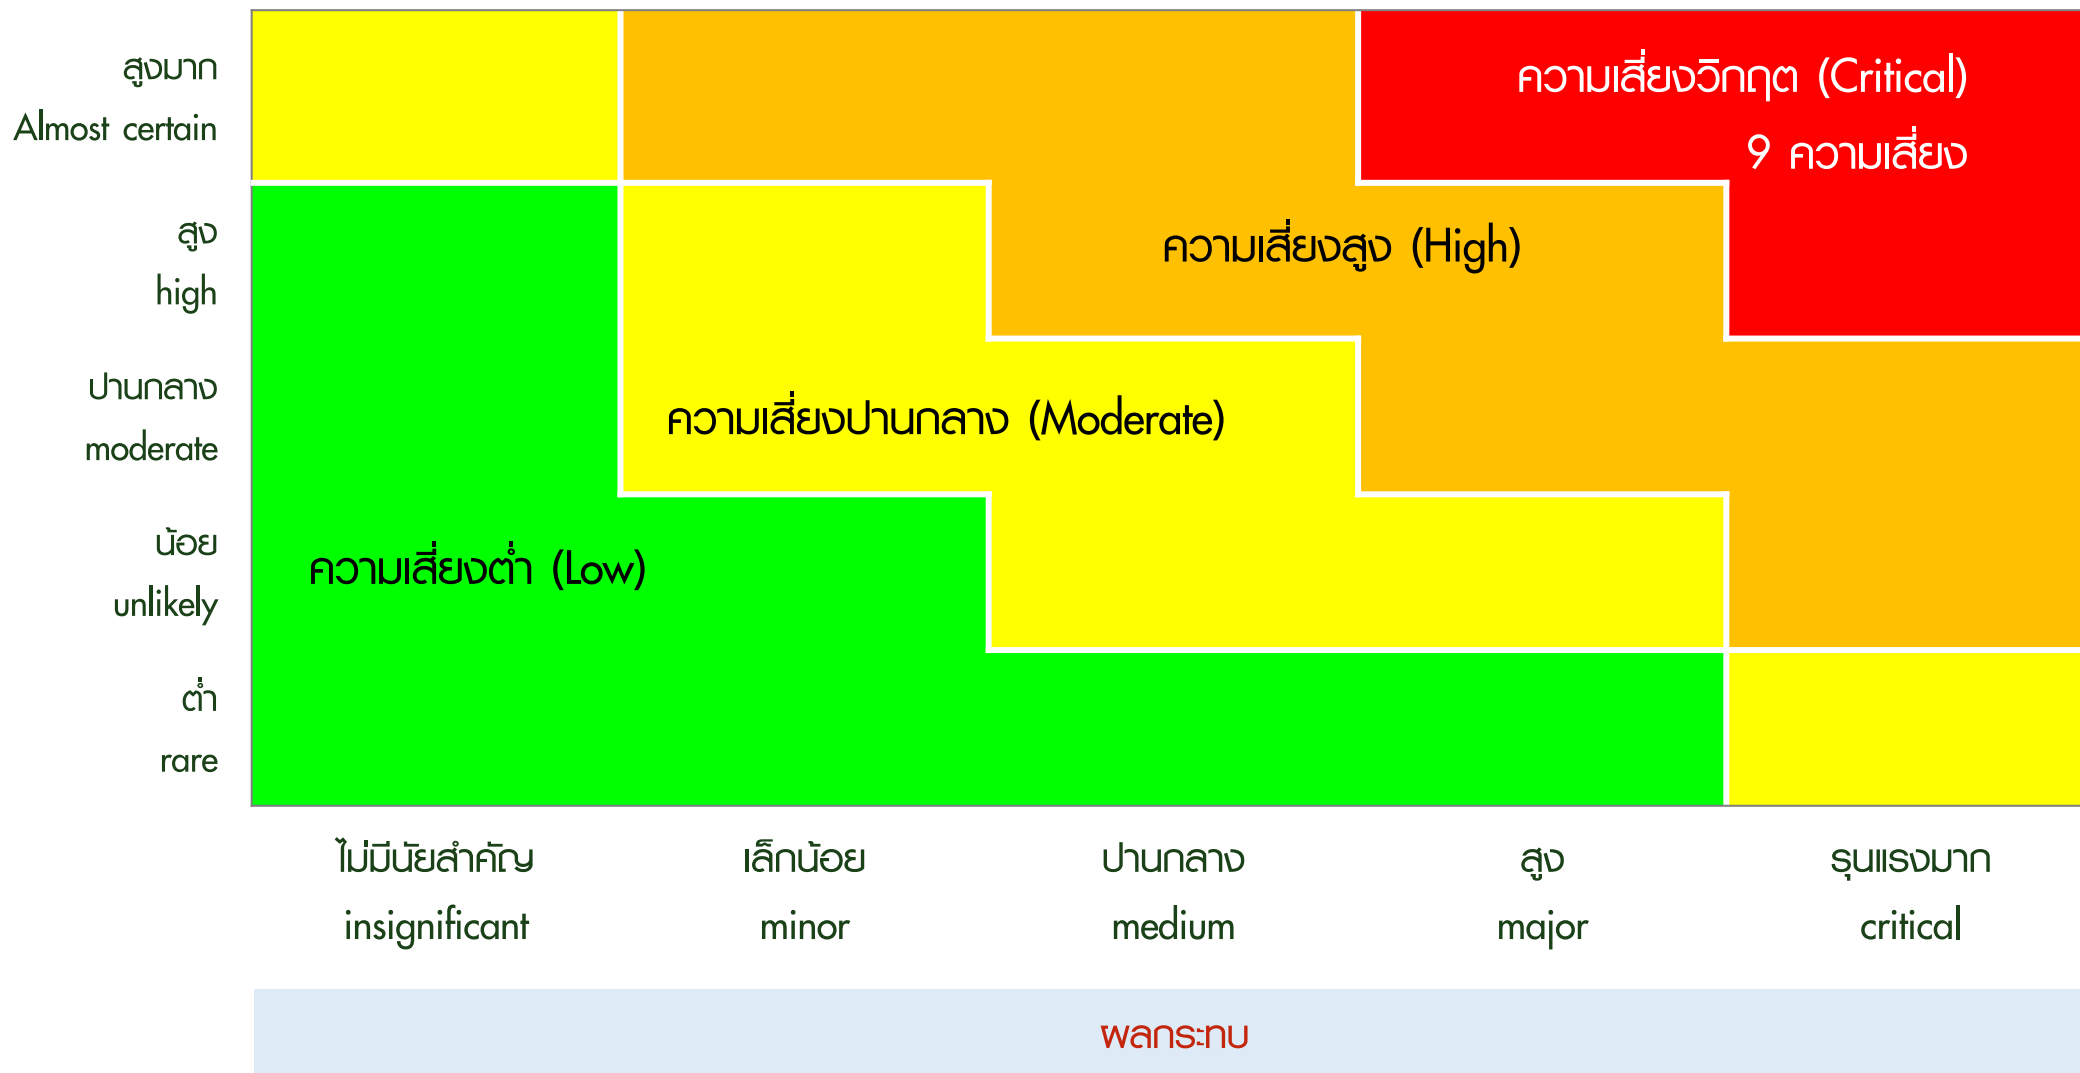 สูงมาก
Almost certain
ความเสี่ยงวิกฤต (Critical)
9 ความเสี่ยง
สูง
high
ความเสี่ยงสูง (High)
ปานกลาง
moderate
ความเสี่ยงปานกลาง (Moderate)
น้อย
unlikely
ความเสี่ยงต่ำ (Low)
ต่ำ
rare
ไม่มีนัยสำคัญ เล็กน้อย ปานกลาง สูง รุนแรงมาก
insignificant minor medium major critical
ผลกระทบ